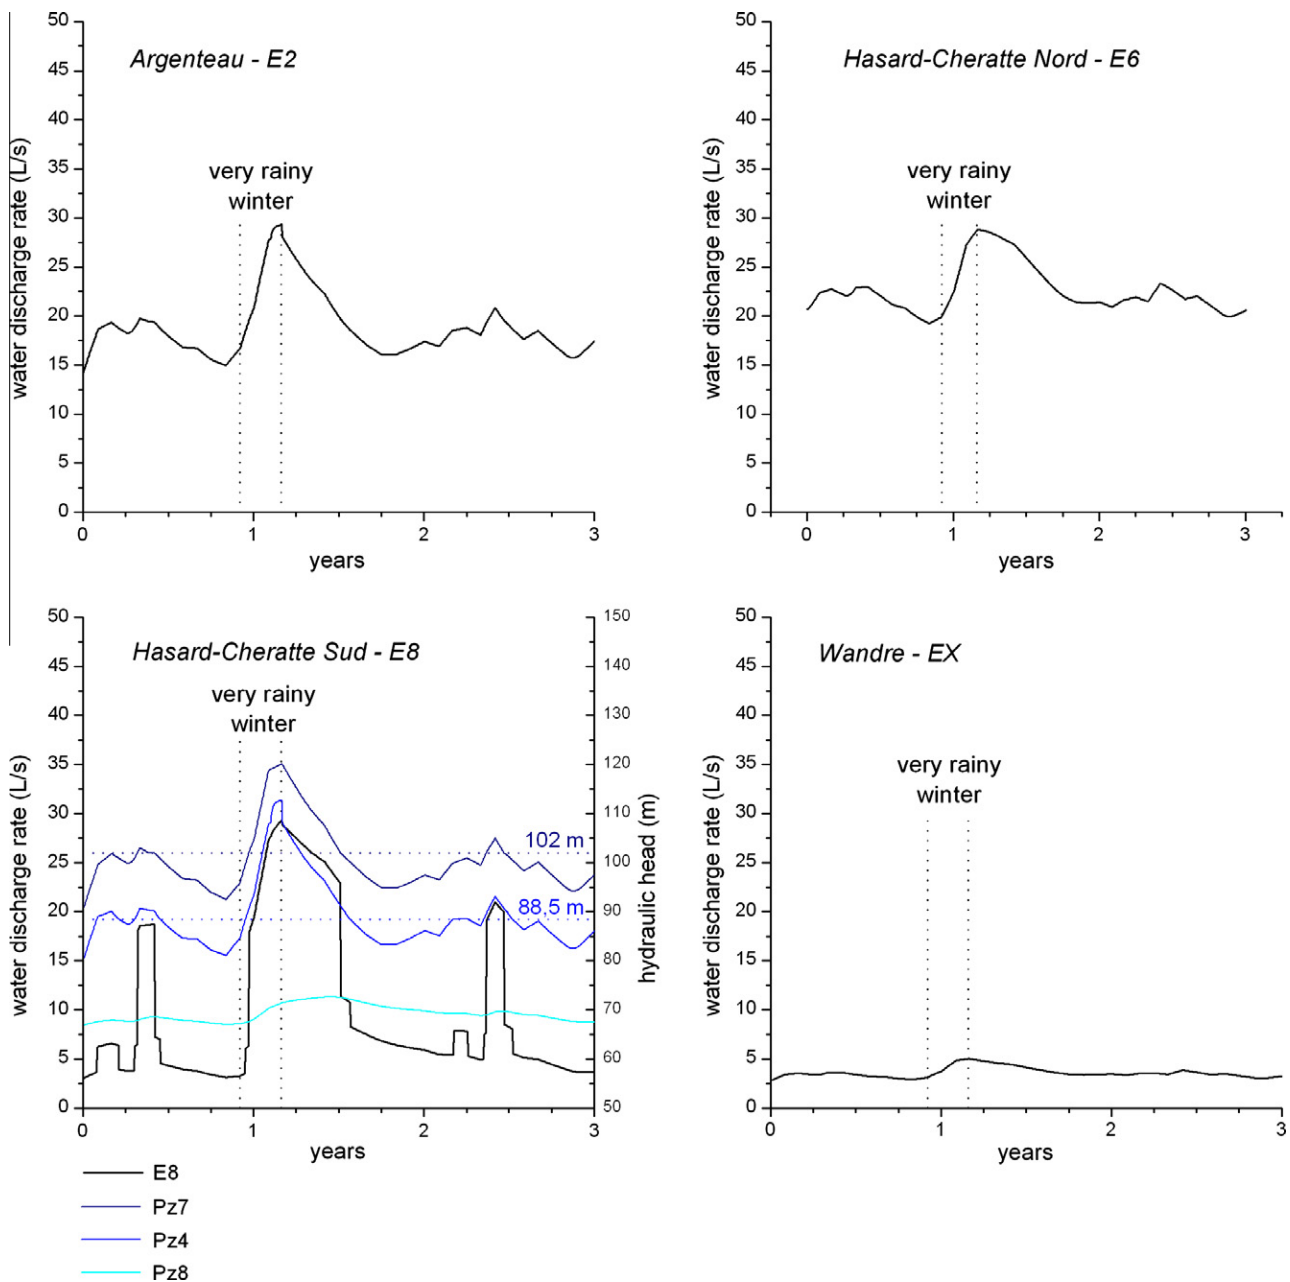 Argenteau - E2
very rainy
winter
water discharge rate (L/s)
50
45
40
35
30
25
20
15
10
5
0
0
1
2
3
years
Hasard-Cheratte Nord - E6
very rainy
winter
water discharge rate (L/s)
50
45
40
35
30
25
20
15
10
5
0
0
1
2
3
years
Hasard-Cheratte Sud - E8
very rainy
winter
water discharge rate (L/s)
50
45
40
35
30
25
20
15
10
5
0
150
140
130
120
110
100
90
80
70
60
50
hydraulic head (m)
102 m
88,5 m
0
1
2
3
years
E8
Pz7
Pz4
Pz8
Wandre - EX
very rainy
winter
water discharge rate (L/s)
50
45
40
35
30
25
20
15
10
5
0
0
1
2
3
years